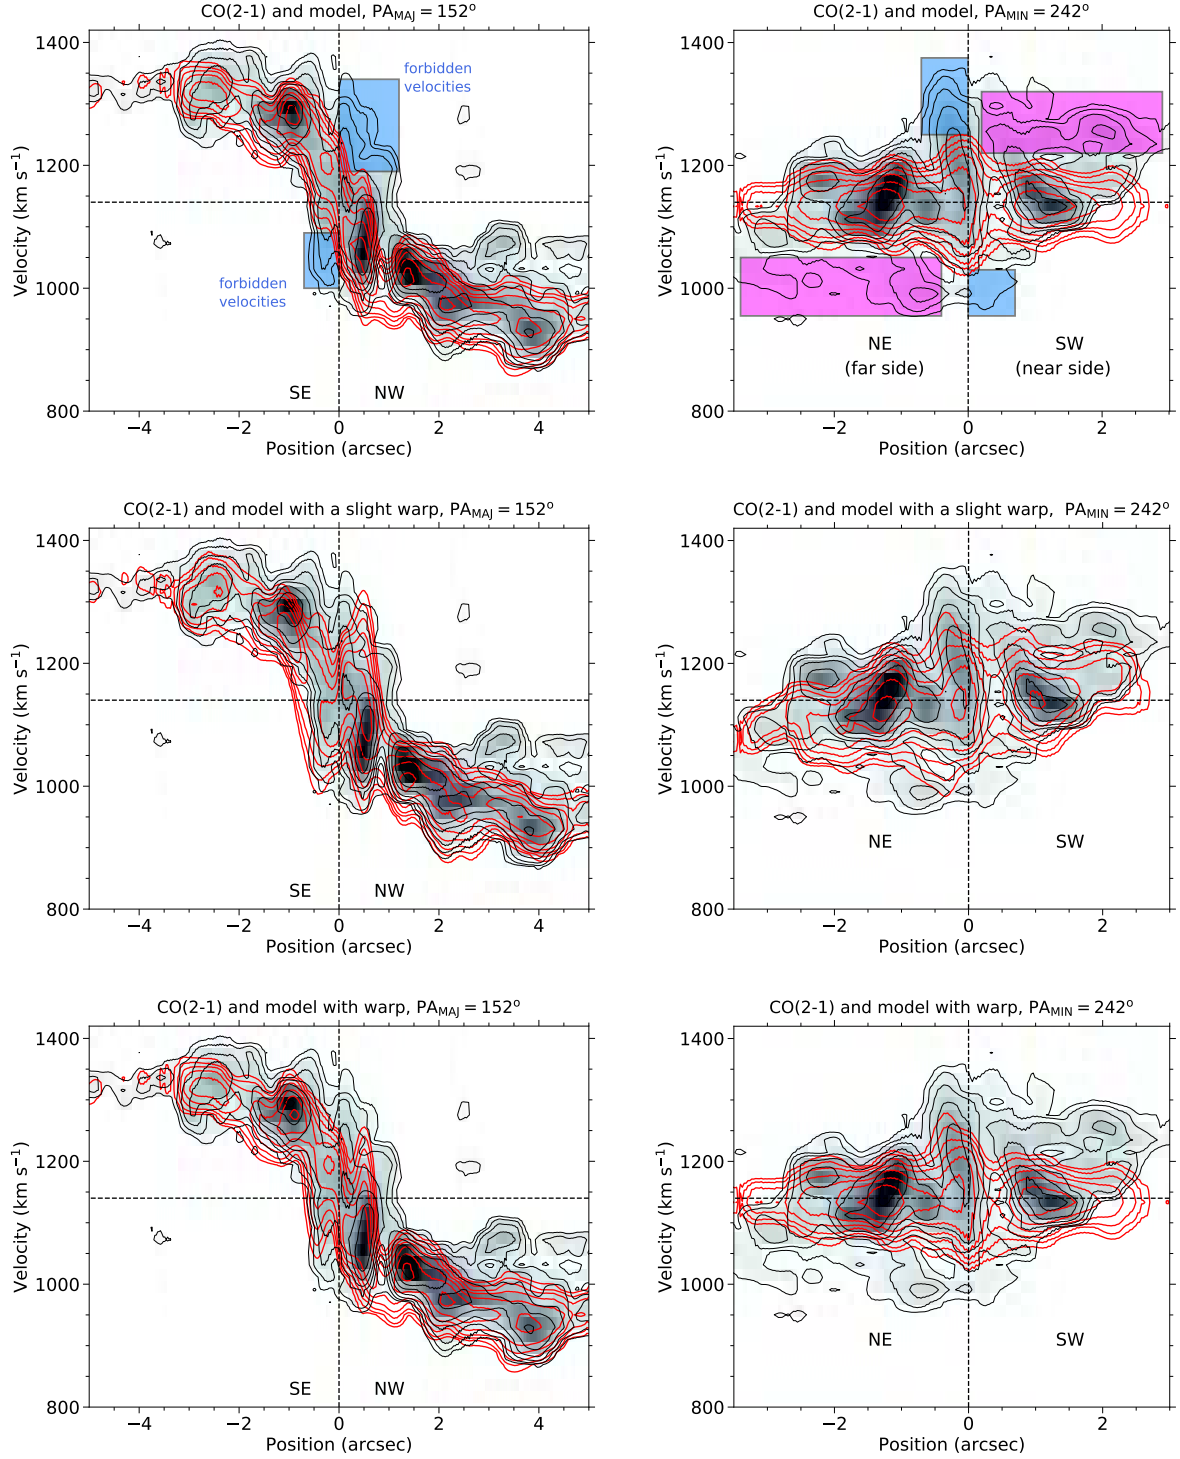 CO(2-1) and model, PA_MAJ = 152°
1400
1200
1000
800
Velocity (km s⁻¹)
forbidden
velocities
forbidden
velocities
SE
NW
−4
−2
0
2
4
Position (arcsec)
CO(2-1) and model, PA_MIN = 242°
1400
1200
1000
800
Velocity (km s⁻¹)
NE
(far side)
SW
(near side)
−2
0
2
Position (arcsec)
CO(2-1) and model with a slight warp, PA_MAJ = 152°
1400
1200
1000
800
Velocity (km s⁻¹)
SE
NW
−4
−2
0
2
4
Position (arcsec)
CO(2-1) and model with a slight warp, PA_MIN = 242°
1400
1200
1000
800
Velocity (km s⁻¹)
NE
SW
−2
0
2
Position (arcsec)
CO(2-1) and model with warp, PA_MAJ = 152°
1400
1200
1000
800
Velocity (km s⁻¹)
SE
NW
−4
−2
0
2
4
Position (arcsec)
CO(2-1) and model with warp, PA_MIN = 242°
1400
1200
1000
800
Velocity (km s⁻¹)
NE
SW
−2
0
2
Position (arcsec)